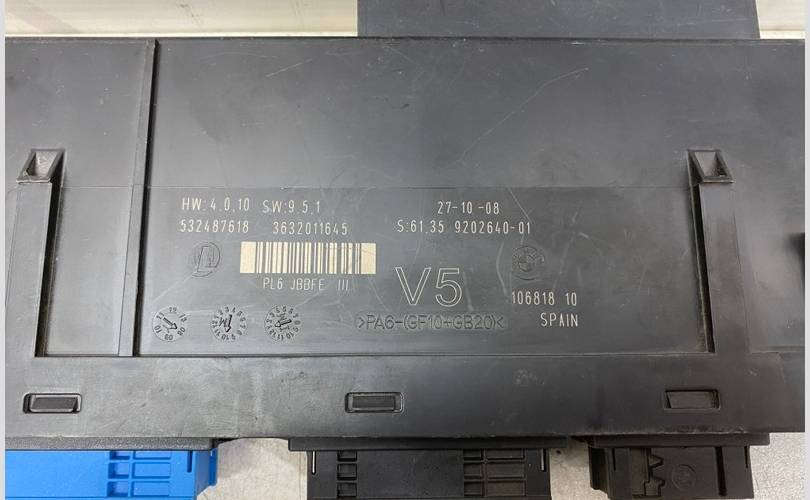 HW:4.0.10 SW:9.5.1 27-10-08
532487618 3632011645 S:61.35 9202640-01
PL6 JBBFE III
V5
106818 10
>PA6-(GF10+GB20)<
SPAIN